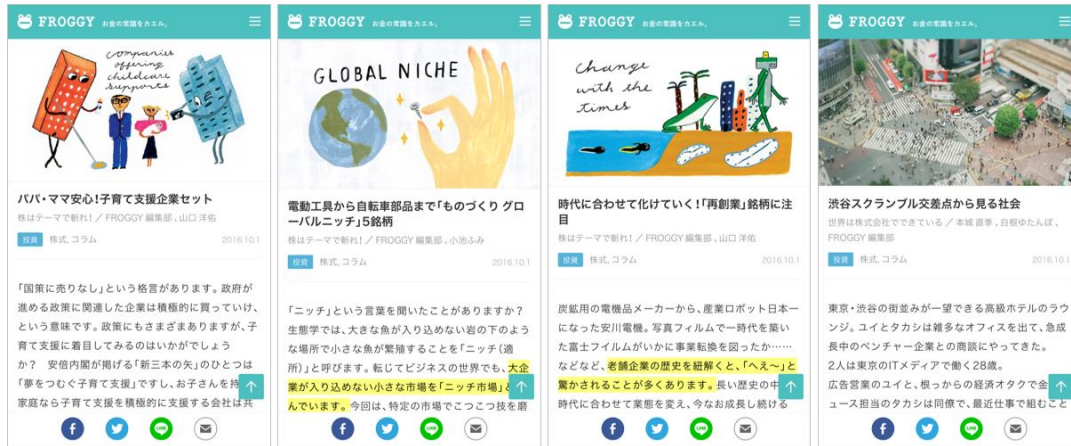 FROGGY お金の常識をカエル。
companies
offering
childcare
supports
パパ・ママ安心!子育て支援企業セット
株はテーマで斬れ! / FROGGY 編集部、山口 洋佑
投資 株式, コラム 2016.10.1
「国策に売りなし」という格言があります。政府が
進める政策に関連した企業は積極的に買っていけ、
という意味です。政策にもさまざまありますが、子
育て支援に着目してみるのはいかがでしょう
か? 安倍内閣が掲げる「新三本の矢」のひとつは
「夢をつむぐ子育て支援」ですし、お子さんを持
家庭なら子育て支援を積極的に支援する会社は共
LINE
FROGGY お金の常識をカエル。
GLOBAL NICHE
電動工具から自転車部品まで「ものづくり グロ
ーバルニッチ」5銘柄
株はテーマで斬れ! / FROGGY 編集部、小池ふみ
投資 株式, コラム 2016.10.1
「ニッチ」という言葉を聞いたことがありますか?
生態学では、大きな魚が入り込めない岩の下のよう
な場所で小さな魚が繁殖することを「ニッチ(適
所)」と呼びます。転じてビジネスの世界でも、大企
業が入り込めない小さな市場を「ニッチ市場」と
んでいます。今回は、特定の市場でこつこつ技を磨
LINE
FROGGY お金の常識をカエル。
Change
with the
times
時代に合わせて化けていく!「再創業」銘柄に注
目
株はテーマで斬れ! / FROGGY 編集部、山口 洋佑
投資 株式, コラム 2016.10.1
炭鉱用の電機品メーカーから、産業ロボット日本一
になった安川電機。写真フィルムで一時代を築い
た富士フイルムがいかに事業転換を図ったか……
などなど、老舗企業の歴史を紐解くと、「へえ~」と
驚かされることが多くあります。長い歴史の中
時代に合わせて業態を変え、今なお成長し続ける
LINE
FROGGY お金の常識をカエル。
渋谷スクランブル交差点から見る社会
世界は株式会社でできている / 本城 直季、白根ゆたんぽ、
FROGGY 編集部
投資 株式, コラム 2016.10.1
東京・渋谷の街並みが一望できる高級ホテルのラウ
ンジ。ユイとタカシは雑多なオフィスを出て、急成
長中のベンチャー企業との商談にやってきた。
2人は東京のITメディアで働く28歳。
広告営業のユイと、根っからの経済オタクで金
ュース担当のタカシは同僚で、最近仕事で組むこと
LINE